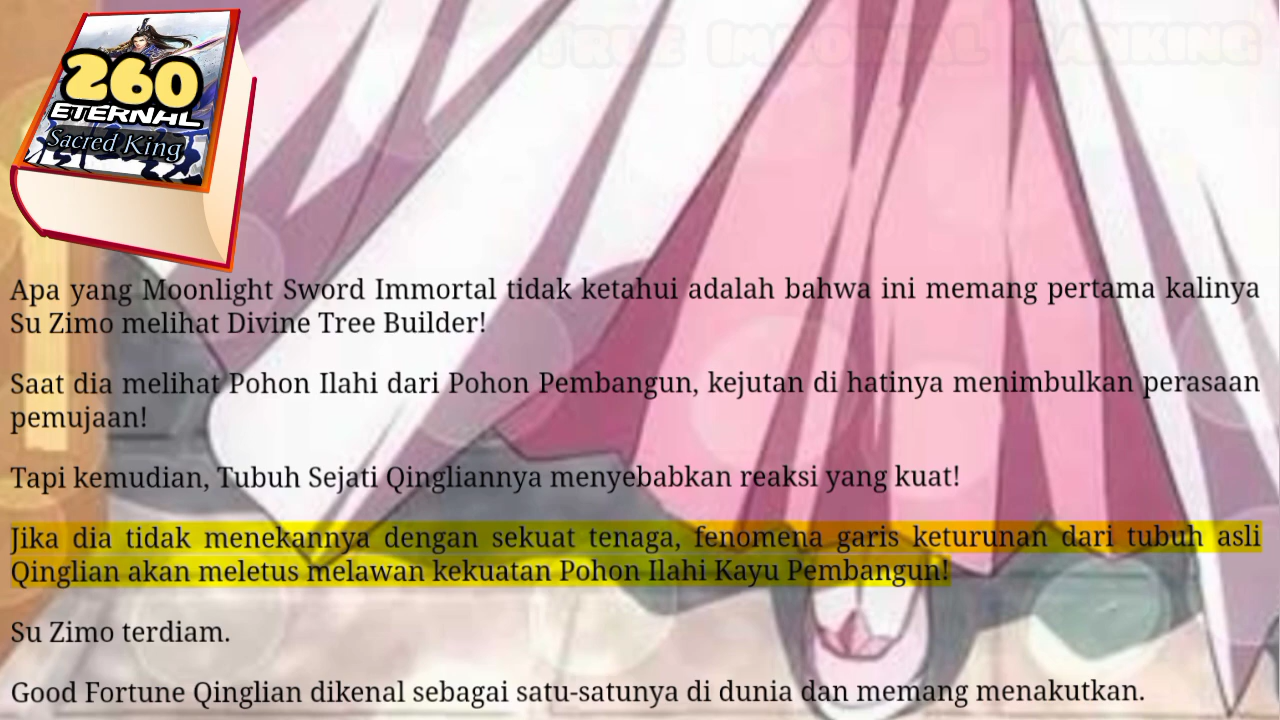 TRUE IMMORTAL RANKING
260
ETERNAL
Sacred King
Apa yang Moonlight Sword Immortal tidak ketahui adalah bahwa ini memang pertama kalinya
Su Zimo melihat Divine Tree Builder!
Saat dia melihat Pohon Ilahi dari Pohon Pembangun, kejutan di hatinya menimbulkan perasaan
pemujaan!
Tapi kemudian, Tubuh Sejati Qingliannya menyebabkan reaksi yang kuat!
Jika dia tidak menekannya dengan sekuat tenaga, fenomena garis keturunan dari tubuh asli
Qinglian akan meletus melawan kekuatan Pohon Ilahi Kayu Pembangun!
Su Zimo terdiam.
Good Fortune Qinglian dikenal sebagai satu-satunya di dunia dan memang menakutkan.